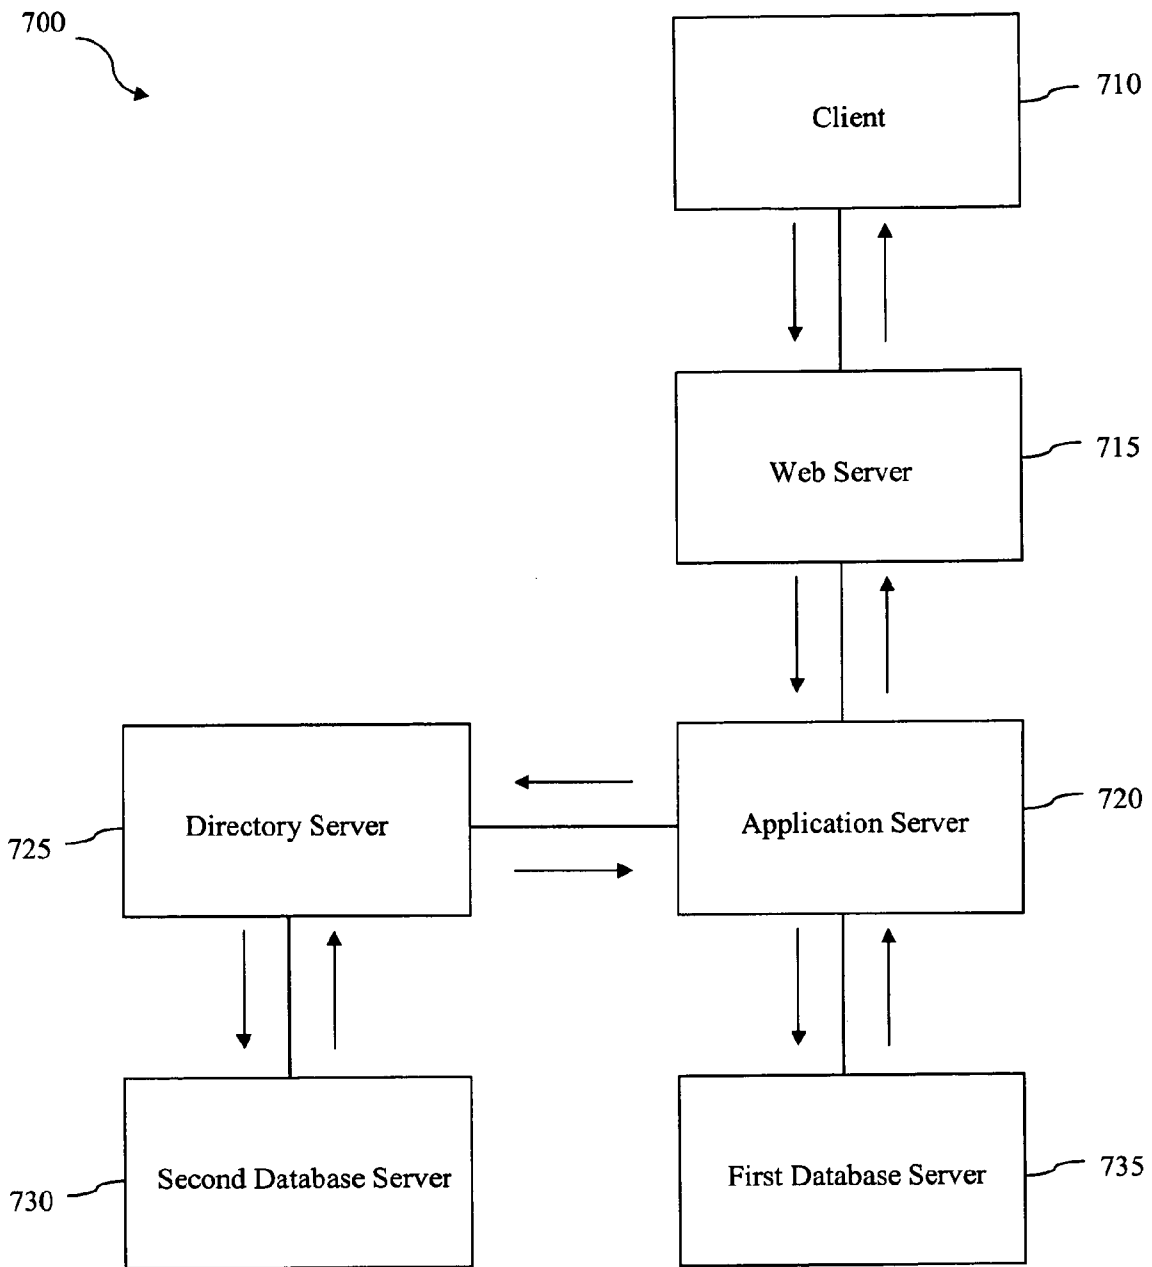 700
710
Client
715
Web Server
720
Directory Server
Application Server
725
Second Database Server
First Database Server
735
730